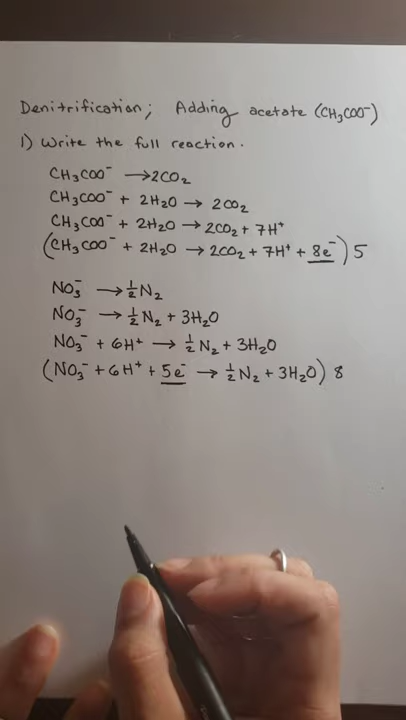 Denitrification; Adding acetate (CH₃COO⁻)
1) Write the full reaction.
CH₃COO⁻ → 2CO₂
CH₃COO⁻ + 2H₂O → 2CO₂
CH₃COO⁻ + 2H₂O → 2CO₂ + 7H⁺
(CH₃COO⁻ + 2H₂O → 2CO₂ + 7H⁺ + 8e⁻) 5
NO₃⁻ → ½N₂
NO₃⁻ → ½N₂ + 3H₂O
NO₃⁻ + 6H⁺ → ½N₂ + 3H₂O
(NO₃⁻ + 6H⁺ + 5e⁻ → ½N₂ + 3H₂O) 8